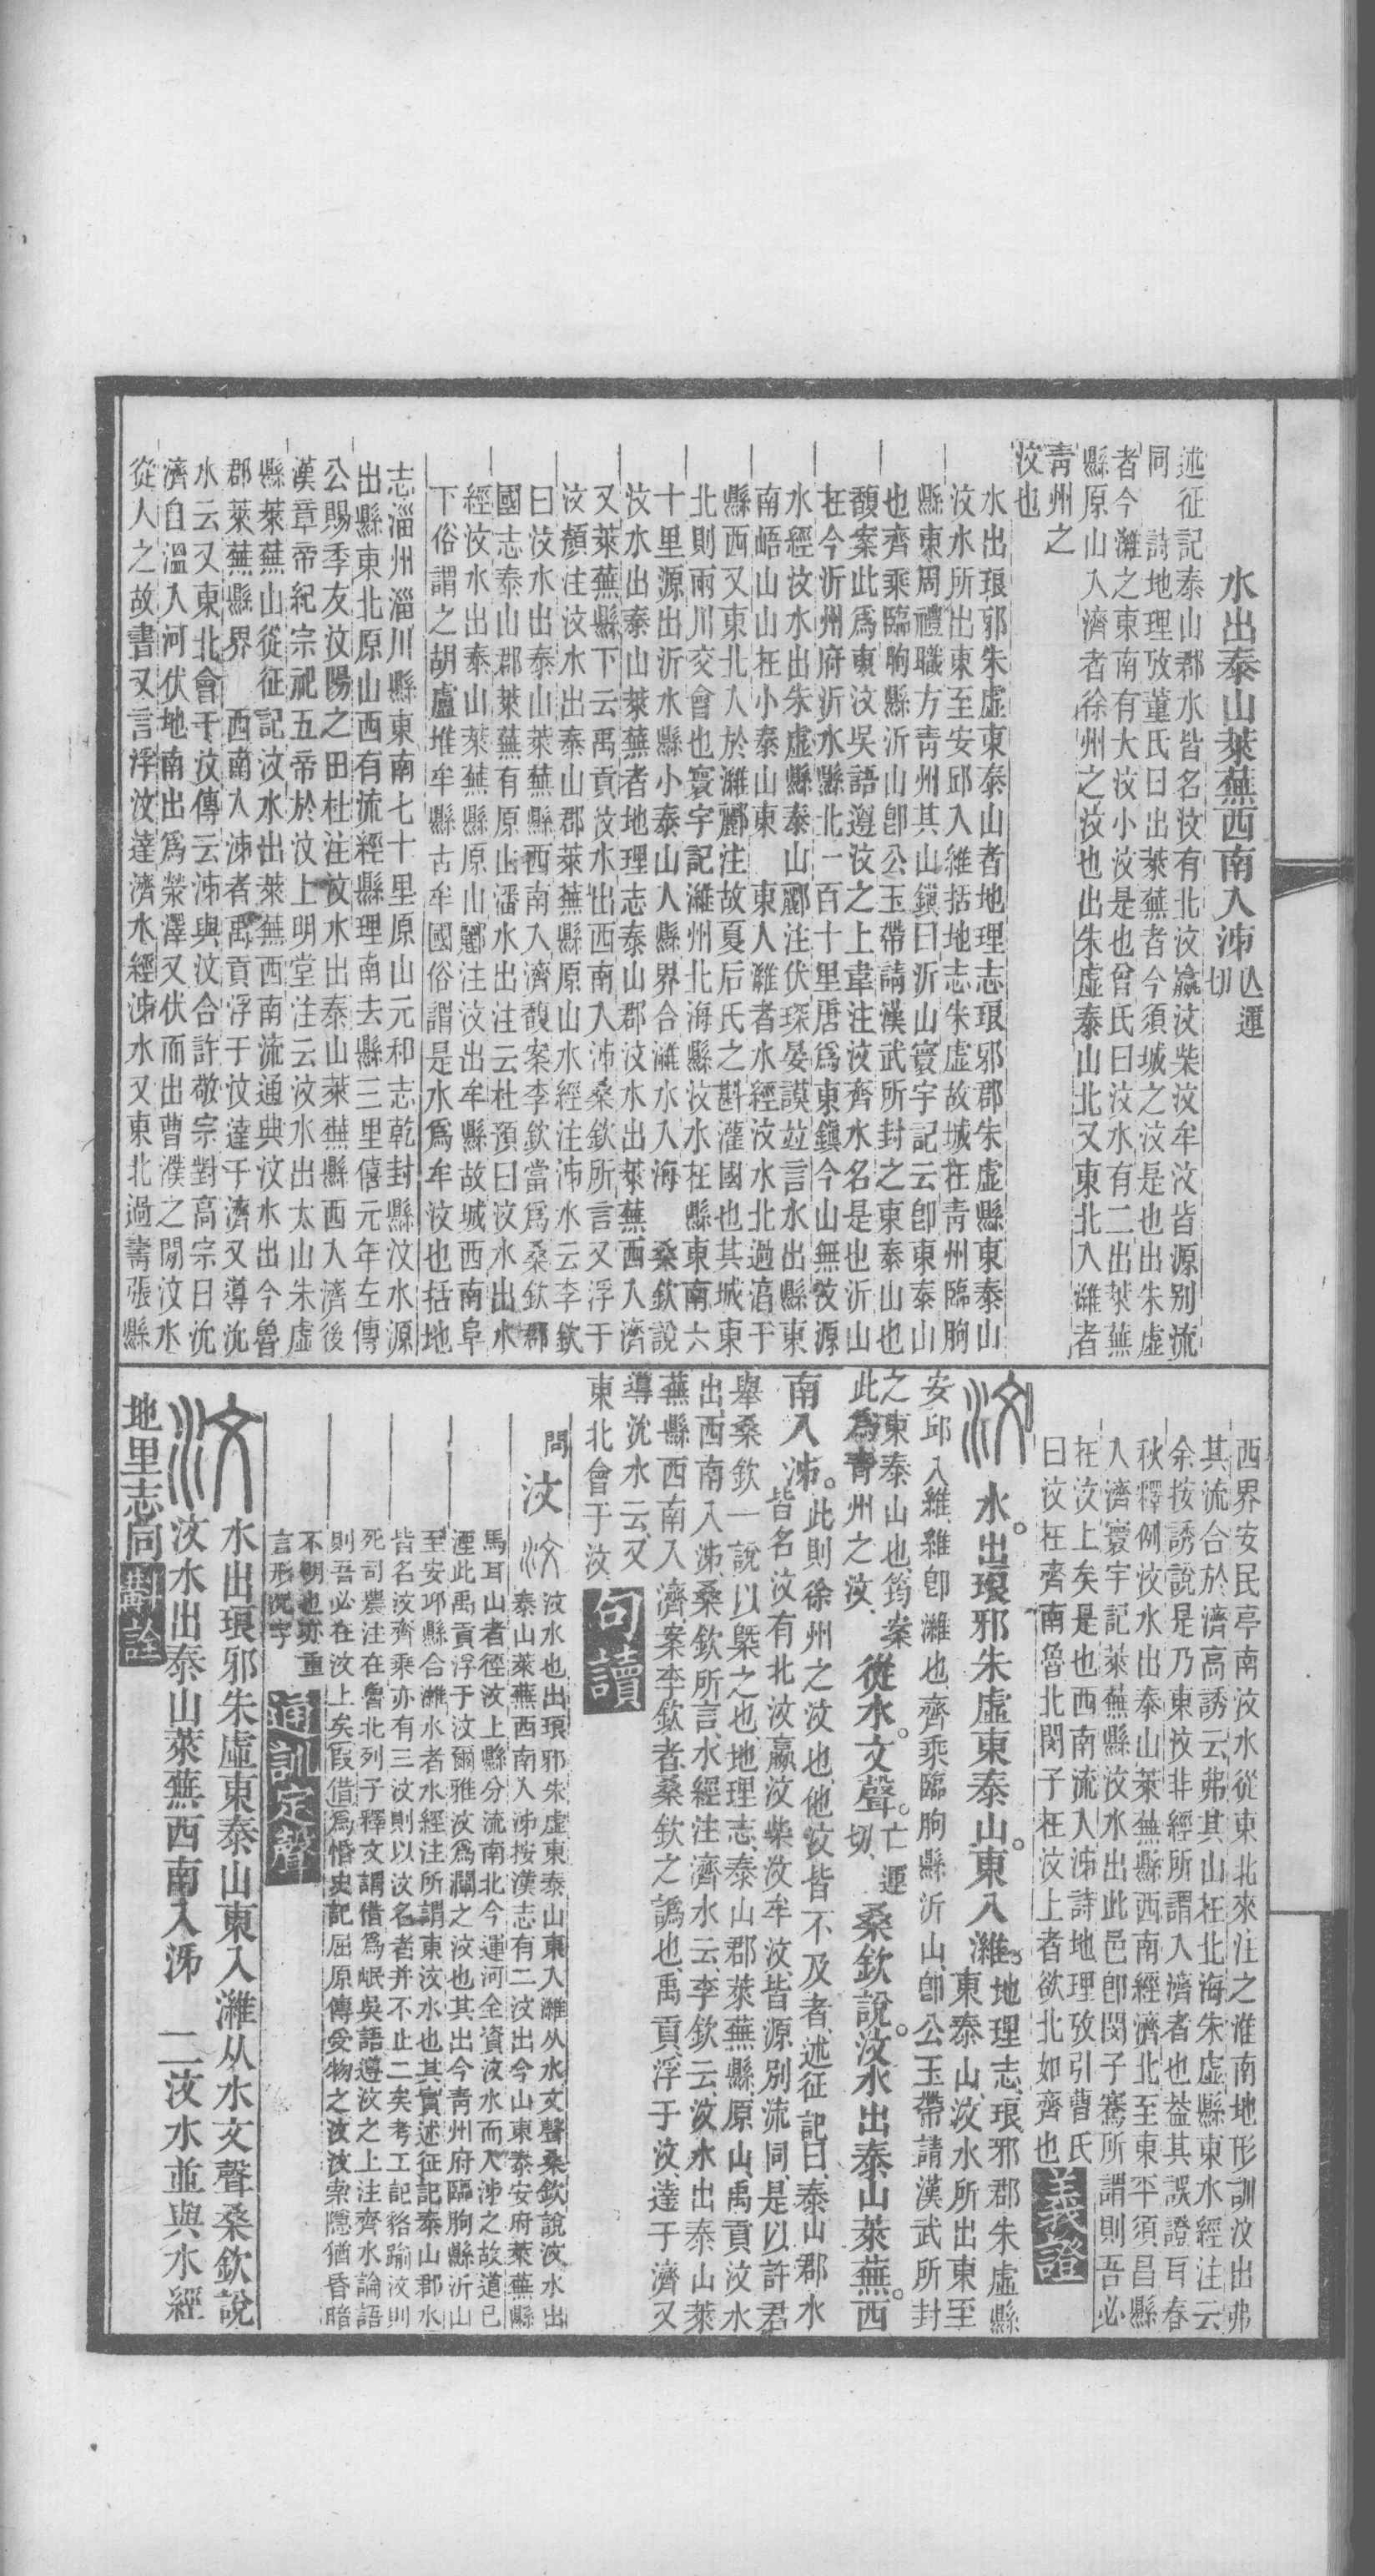 水出泰山萊蕪西南入泲亾運切
述征記泰山郡水皆名汶有北汶嬴汶柴汶牟汶皆源別流
同　詩地理攷董氏曰出萊蕪者今須城之汶是也出朱虛
者今濰之東南有大汶小汶是也曾氏曰汶水有二出萊蕪
縣原山入濟者徐州之汶也出朱虛泰山北又東北入濰者
青州之
汶也
水出琅邪朱虛東泰山者地理志琅邪郡朱虛縣東泰山
汶水所出東至安邱入維括地志朱虛故城在青州臨朐
縣東周禮職方青州其山鎭曰沂山寰宇記云卽東泰山
也齊乘臨朐縣沂山卽公玉帶請漢武所封之東泰山也
馥案此爲東汶吳語遵汶之上韋注汶齊水名是也沂山
在今沂州府沂水縣北一百十里唐爲東鎭今山無汶源
水經汶水出朱虛縣泰山酈注伏琛晏謨竝言水出縣東
南峿山山在小泰山東　東入濰者水經汶水北過淳于
縣西又東北入於濰酈注故夏后氏之斟灌國也其城東
北則兩川交會也寰宇記濰州北海縣汶水在縣東南六
十里源出沂水縣小泰山人縣界合濰水入海　桑欽說
汶水出泰山萊蕪者地理志泰山郡汶水出萊蕪西入濟
又萊蕪縣下云禹貢汶水出西南入泲桑欽所言又浮于
汶顏注汶水出泰山郡萊蕪縣原山水經注泲水云李欽
曰汶水出泰山萊蕪縣西南入濟馥案李欽當爲桑欽郡
國志泰山郡萊蕪有原山潘水出注云杜預曰汶水出水
經汶水出泰山萊蕪縣原山酈注汶出牟縣故城西南阜
下俗謂之胡盧堆牟縣古牟國俗謂是水爲牟汶也括地
志淄州淄川縣東南七十里原山元和志乾封縣汶水源
出縣東北原山西有流經縣理南去縣三里僖元年左傳
公賜季友汶陽之田杜注汶水出泰山萊蕪縣西入濟後
漢章帝紀宗祀五帝於汶上明堂注云汶水出太山朱虛
縣萊蕪山從征記汶水出萊蕪西南流通典汶水出今魯
郡萊蕪縣界　西南入泲者禹貢浮于汶達于濟又導沇
水云又東北會于汶傳云泲與汶合許敬宗對高宗曰沇
濟自溫入河伏地南出爲滎澤又伏而出曹濮之閒汶水
從人之故書又言浮汶達濟水經泲水又東北過壽張縣
西界安民亭南汶水從東北來注之淮南地形訓汶出弗
其流合於濟高誘云弗其山在北海朱虛縣東水經注云
余按誘說是乃東汶非經所謂入濟者也葢其誤證耳春
秋釋例汶水出泰山萊蕪縣西南經濟北至東平須昌縣
入濟寰宇記萊蕪縣汶水出此邑卽閔子騫所謂則吾必
在汶上矣是也西南流入泲詩地理攷引曹氏
曰汶在齊南魯北閔子在汶上者欲北如齊也義證
水。出琅邪朱虛東泰山。東入濰。地理志、琅邪郡朱虛縣東泰山、汶水所出東至
安邱入維、維卽濰也、齊乘臨朐縣沂山、卽公玉帶請漢武所封
之東泰山也、筠案
此爲青州之汶、從水。文聲。亡運切、桑欽說。汶水出泰山萊蕪。西
南入泲。此則徐州之汶也、他汶皆不及者、述征記曰、泰山郡水
皆名汶、有北汶嬴汶柴汶牟汶、皆源別流同、是以許君
舉桑欽一說以槩之也、地理志、泰山郡萊蕪縣、原山、禹貢汶水
出、西南入泲、桑欽所言、水經注濟水云、李欽云、汶水出泰山萊
蕪縣西南入濟、案李欽者、桑欽之譌也、禹貢、浮于汶、達于濟、又
導沇水云、又
東北會于汶、句讀
問　汶　汶水也出琅邪朱虛東泰山東入濰从水文聲桑欽說汶水出
泰山萊蕪西南入泲按漢志有二汶出今山東泰安府萊蕪縣
馬耳山者徑汶上縣分流南北今運河全資汶水而入泲之故道已
湮此禹貢浮于汶爾雅汶爲灛之汶也其出今青州府臨朐縣沂山
至安邱縣合濰水者水經注所謂東汶水也其實述征記泰山郡水
皆名汶齊乘亦有三汶則以汶名者并不止二矣考工記貉踰汶則
死司農注在魯北列子釋文謂借爲岷吳語遵汶之上注齊水論語
則吾必在汶上矣叚借爲惛史記屈原傳受物之汶汶索隱猶昏暗
不明也亦重
言形況字通訓定聲
水出琅邪朱虛東泰山東入濰从水文聲桑欽說
汶水出泰山萊蕪西南入泲　二汶水並與水經
地里志同斠詮